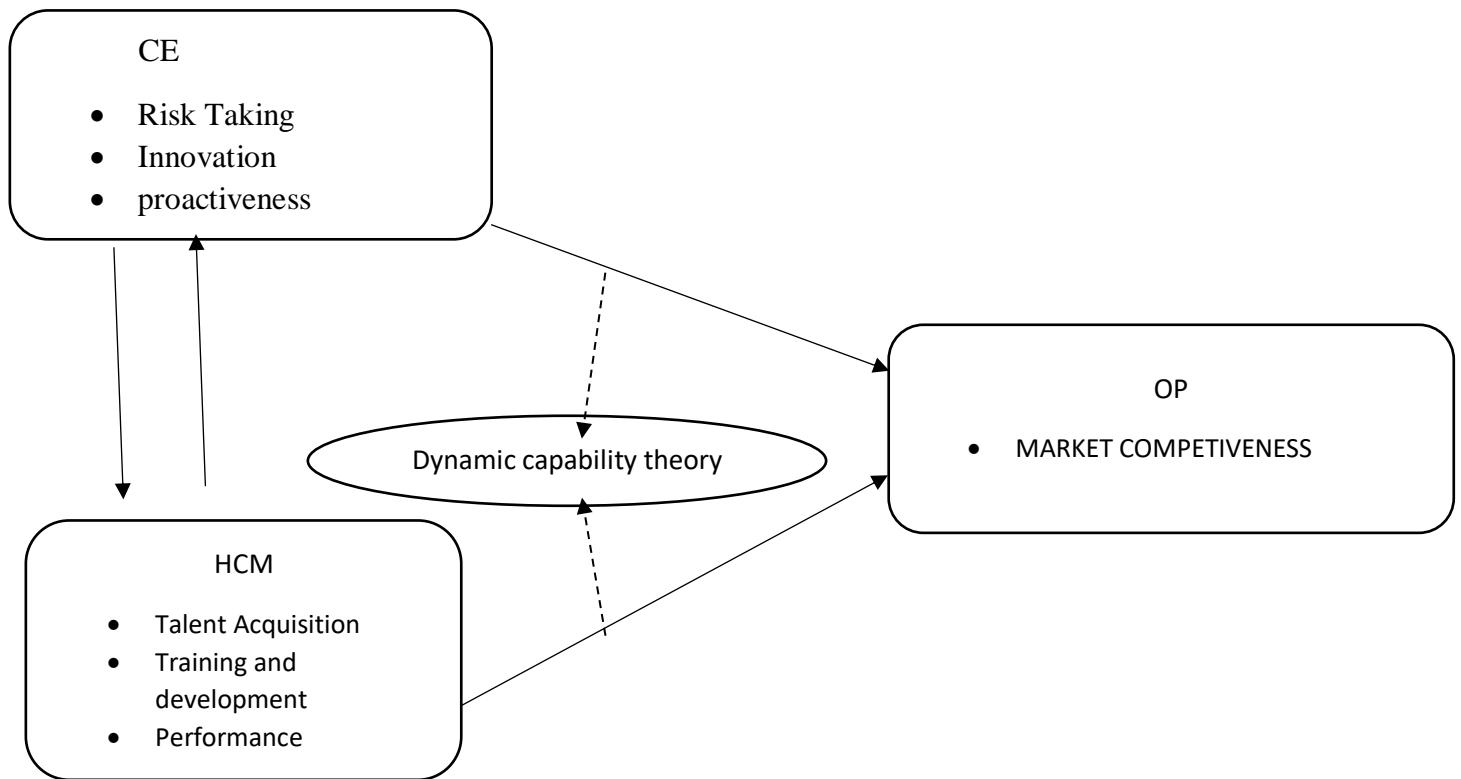 CE
• Risk Taking
• Innovation
• proactiveness
Dynamic capability theory
OP
• MARKET COMPETIVENESS
HCM
• Talent Acquisition
• Training and
development
• Performance